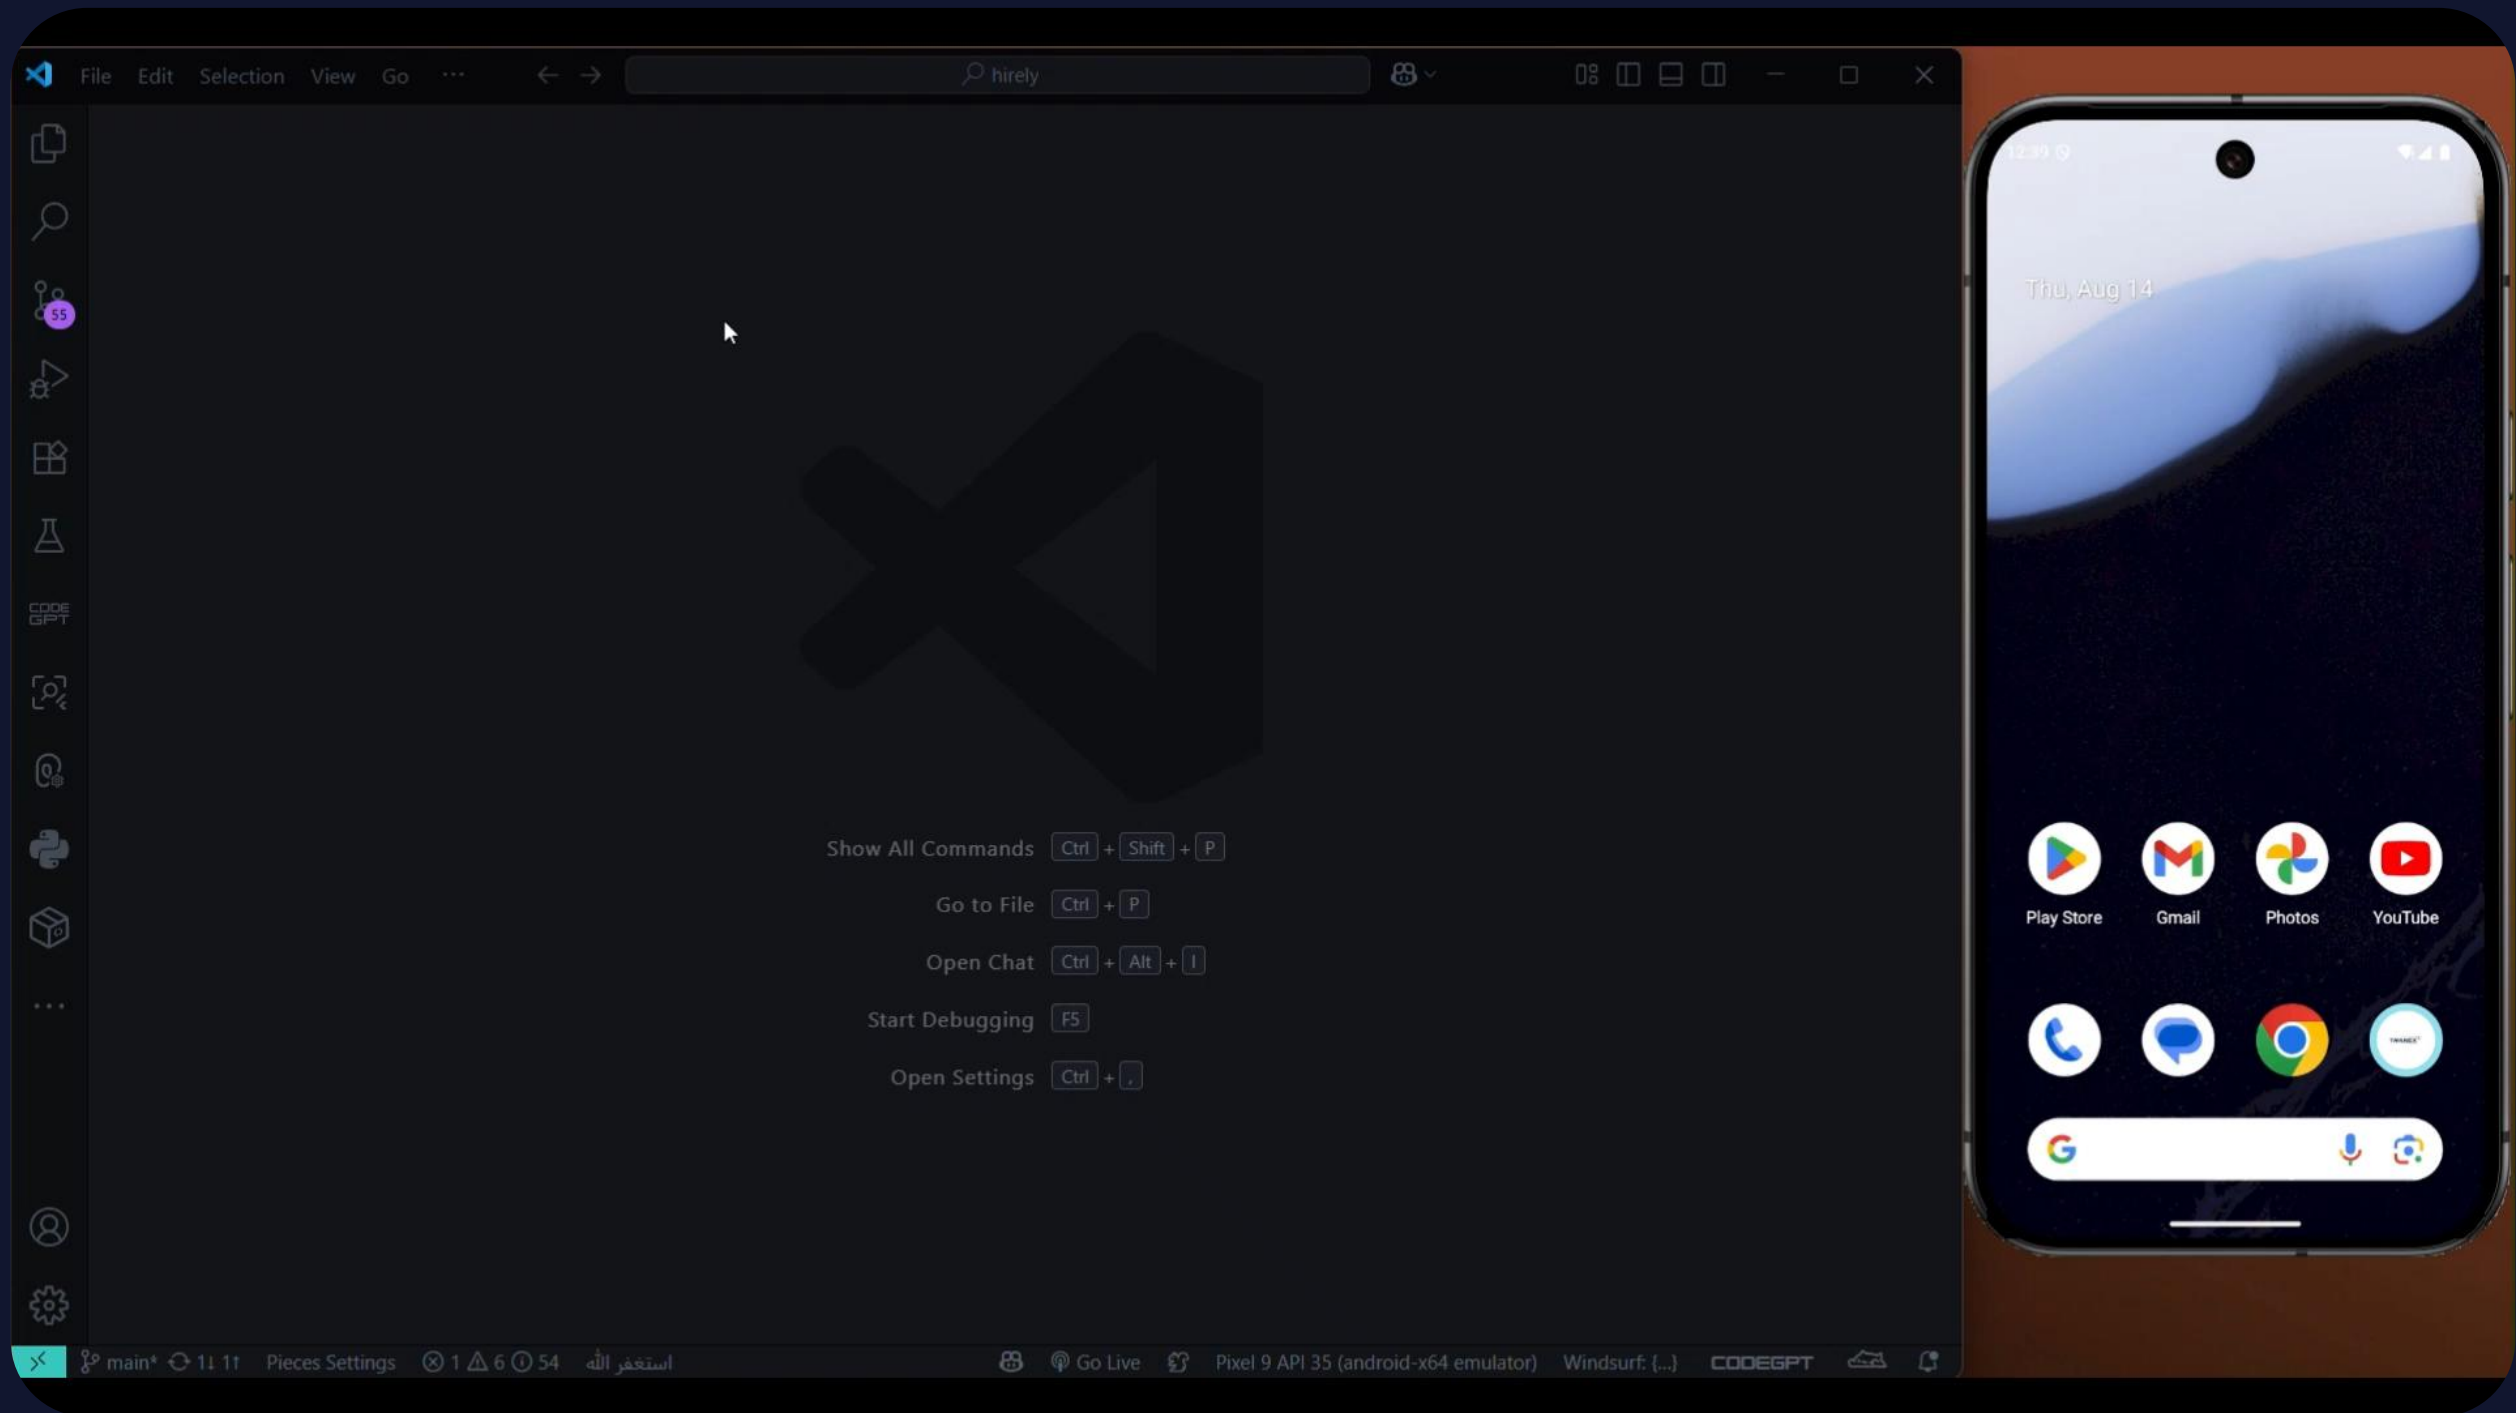 File Edit Selection View Go ··· hirely
55
CODE
GPT
Show All Commands Ctrl + Shift + P
Go to File Ctrl + P
Open Chat Ctrl + Alt + I
Start Debugging F5
Open Settings Ctrl + ,
main* 1↓ 1↑ Pieces Settings 1 6 54 استغفر الله Go Live Pixel 9 API 35 (android-x64 emulator) Windsurf: {...} CODEGPT
12:39
Thu, Aug 14
Play Store Gmail Photos YouTube